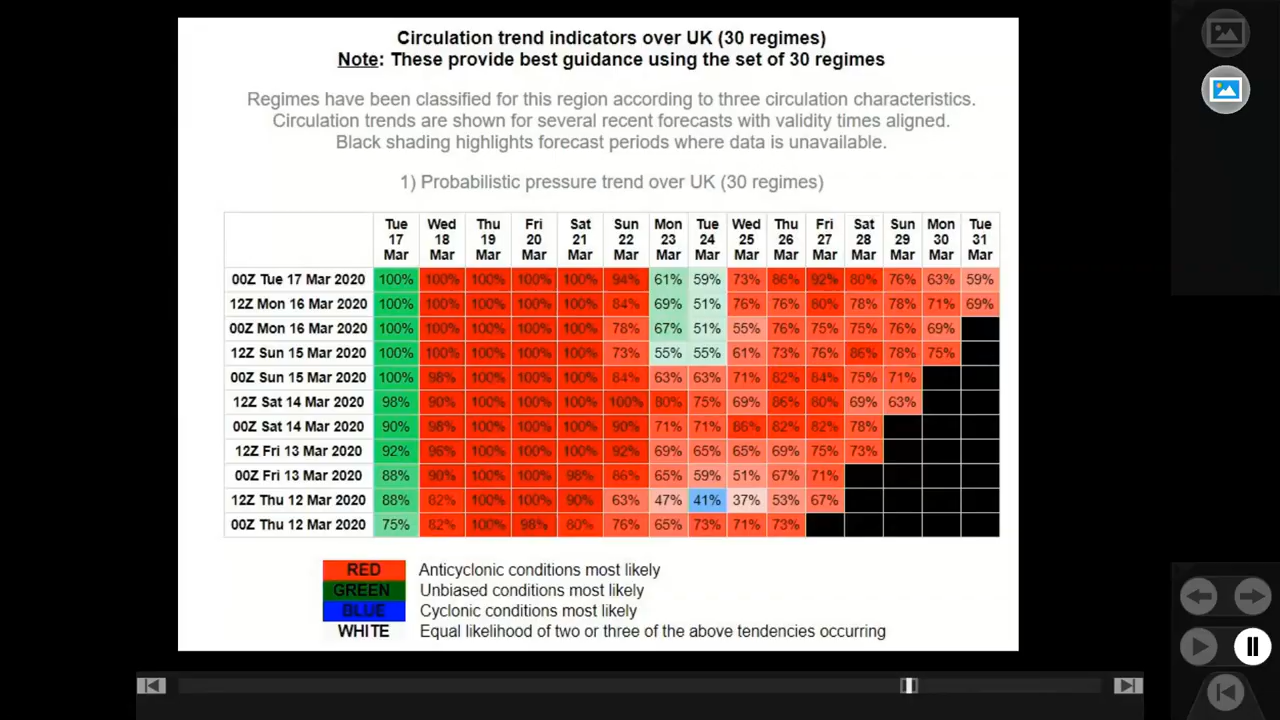 Circulation trend indicators over UK (30 regimes)
Note: These provide best guidance using the set of 30 regimes
Regimes have been classified for this region according to three circulation characteristics.
Circulation trends are shown for several recent forecasts with validity times aligned.
Black shading highlights forecast periods where data is unavailable.
1) Probabilistic pressure trend over UK (30 regimes)
Tue Wed Thu Fri Sat Sun Mon Tue Wed Thu Fri Sat Sun Mon Tue
17 18 19 20 21 22 23 24 25 26 27 28 29 30 31
Mar Mar Mar Mar Mar Mar Mar Mar Mar Mar Mar Mar Mar Mar Mar
00Z Tue 17 Mar 2020 100% 100% 100% 100% 100% 94% 61% 59% 73% 86% 92% 80% 76% 63% 59%
12Z Mon 16 Mar 2020 100% 100% 100% 100% 100% 84% 69% 51% 76% 76% 80% 78% 78% 71% 69%
00Z Mon 16 Mar 2020 100% 100% 100% 100% 100% 78% 67% 51% 55% 76% 75% 75% 76% 69%
12Z Sun 15 Mar 2020 100% 100% 100% 100% 100% 73% 55% 55% 61% 73% 76% 86% 78% 75%
00Z Sun 15 Mar 2020 100% 98% 100% 100% 100% 84% 63% 63% 71% 82% 84% 75% 71%
12Z Sat 14 Mar 2020 98% 90% 100% 100% 100% 100% 80% 75% 69% 86% 80% 69% 63%
00Z Sat 14 Mar 2020 90% 98% 100% 100% 100% 90% 71% 71% 86% 82% 82% 78%
12Z Fri 13 Mar 2020 92% 96% 100% 100% 100% 92% 69% 65% 65% 69% 75% 73%
00Z Fri 13 Mar 2020 88% 90% 100% 100% 98% 86% 65% 59% 51% 67% 71%
12Z Thu 12 Mar 2020 88% 82% 100% 100% 90% 63% 47% 41% 37% 53% 67%
00Z Thu 12 Mar 2020 75% 82% 100% 98% 80% 76% 65% 73% 71% 73%
RED Anticyclonic conditions most likely
GREEN Unbiased conditions most likely
BLUE Cyclonic conditions most likely
WHITE Equal likelihood of two or three of the above tendencies occurring